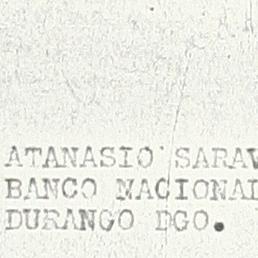 ATANASIO SARAV
BANCO NACIONAL
DURANGO DGO.